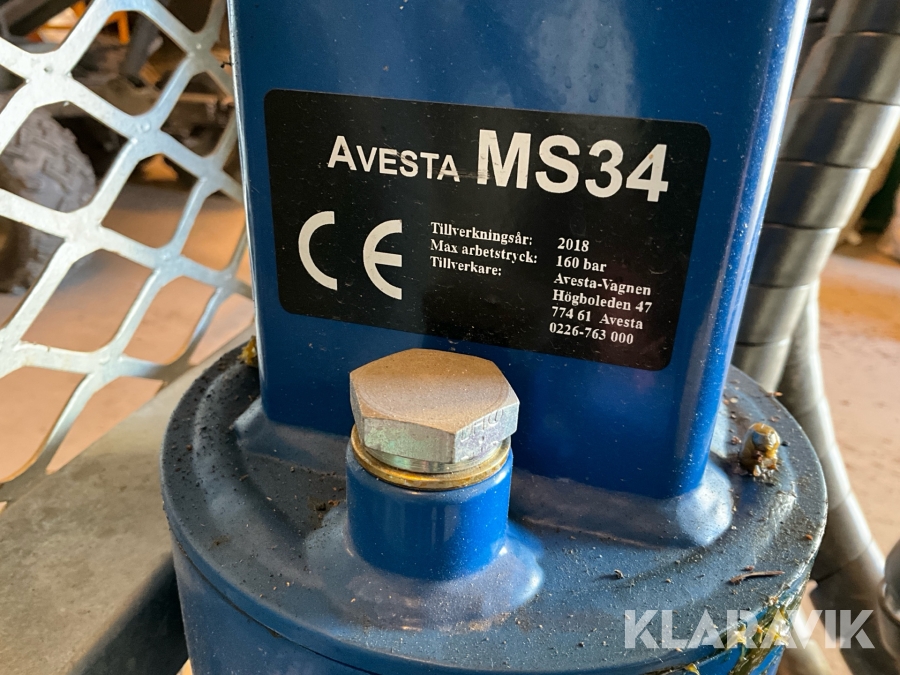 AVESTA MS34
CE
Tillverkningsår: 2018
Max arbetstryck: 160 bar
Tillverkare: Avesta-Vagnen
Högboleden 47
774 61 Avesta
0226-763 000
KLARAVIK